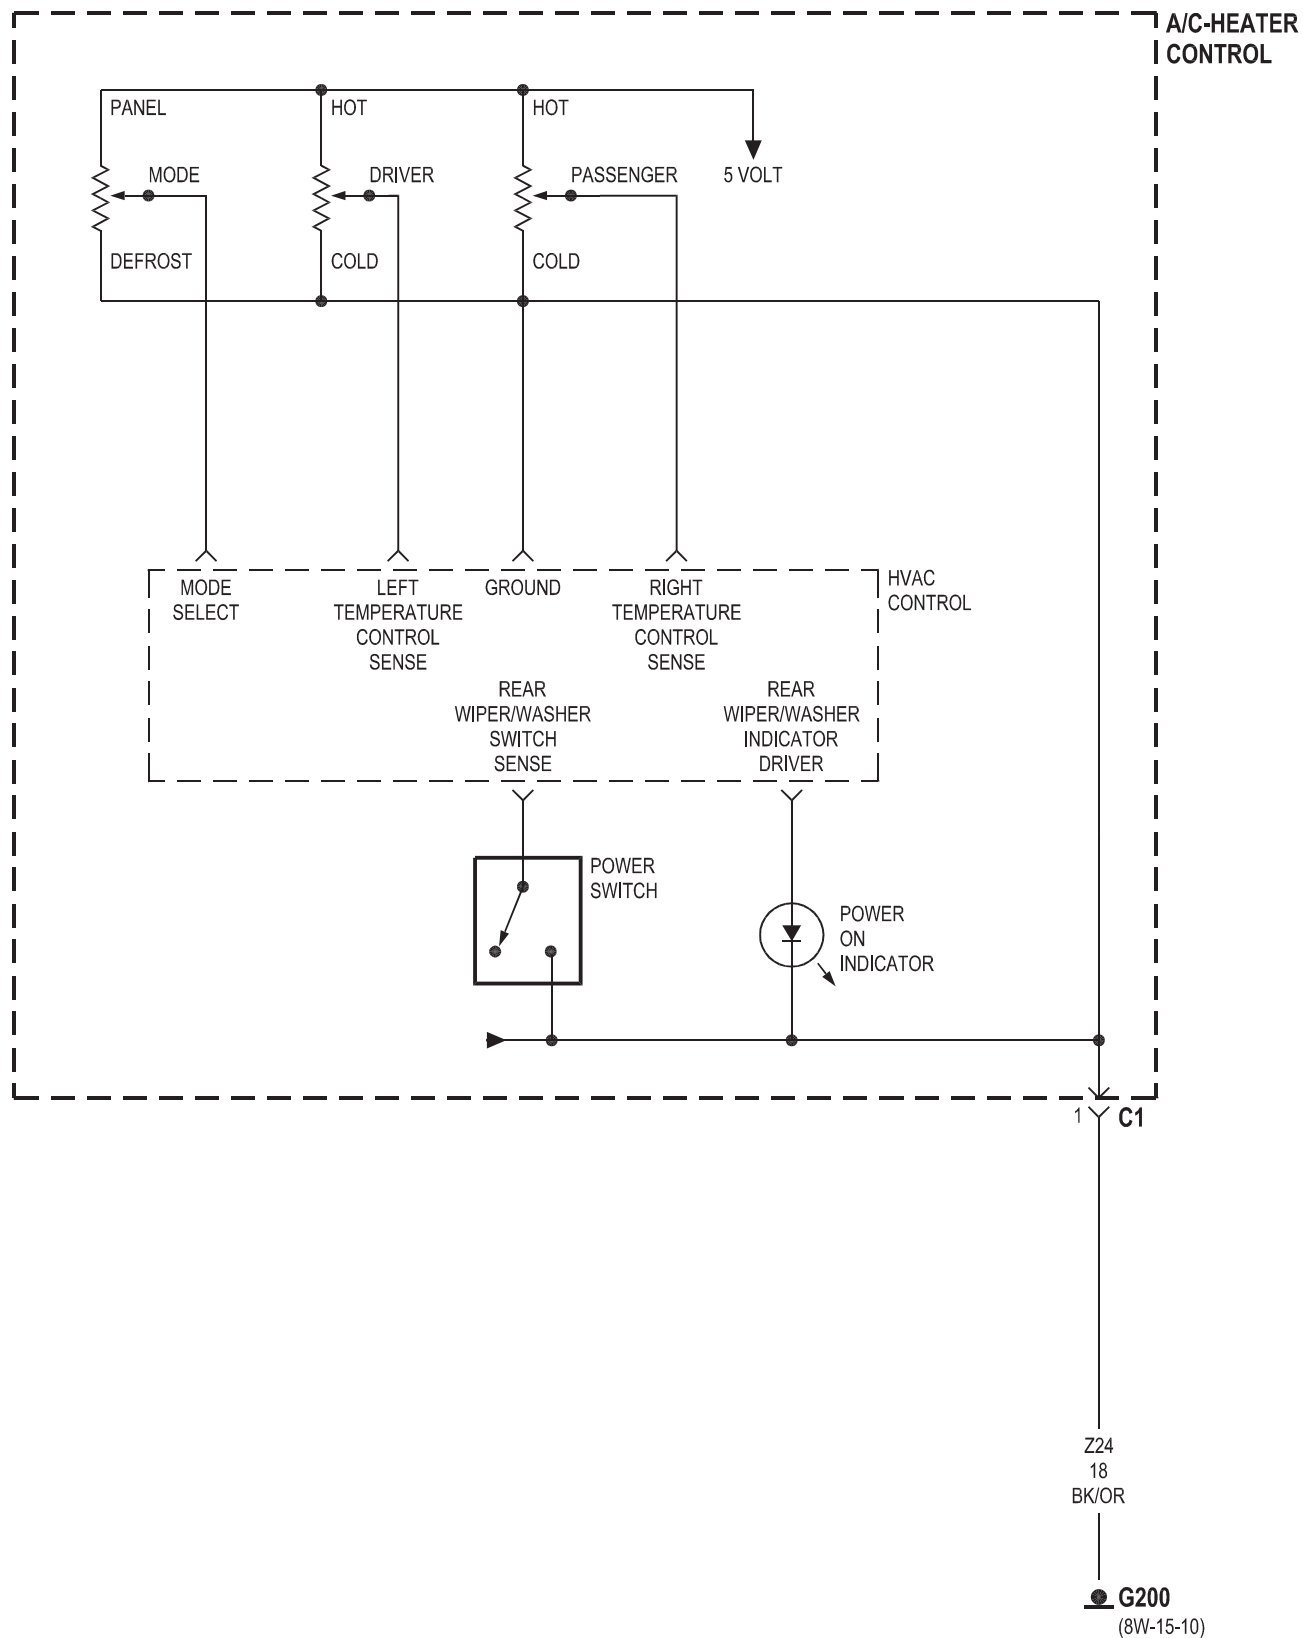 A/C-HEATER
CONTROL
PANEL
HOT
HOT
MODE
DRIVER
PASSENGER
5 VOLT
DEFROST
COLD
COLD
MODE
SELECT
LEFT
TEMPERATURE
CONTROL
SENSE
GROUND
RIGHT
TEMPERATURE
CONTROL
SENSE
HVAC
CONTROL
REAR
WIPER/WASHER
SWITCH
SENSE
REAR
WIPER/WASHER
INDICATOR
DRIVER
POWER
SWITCH
POWER
ON
INDICATOR
1 C1
Z24
18
BK/OR
G200
(8W-15-10)